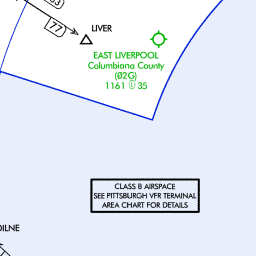 77
LIVER
EAST LIVERPOOL
Columbiana County
(02G)
1161 L 35
CLASS B AIRSPACE
SEE PITTSBURGH VFR TERMINAL
AREA CHART FOR DETAILS